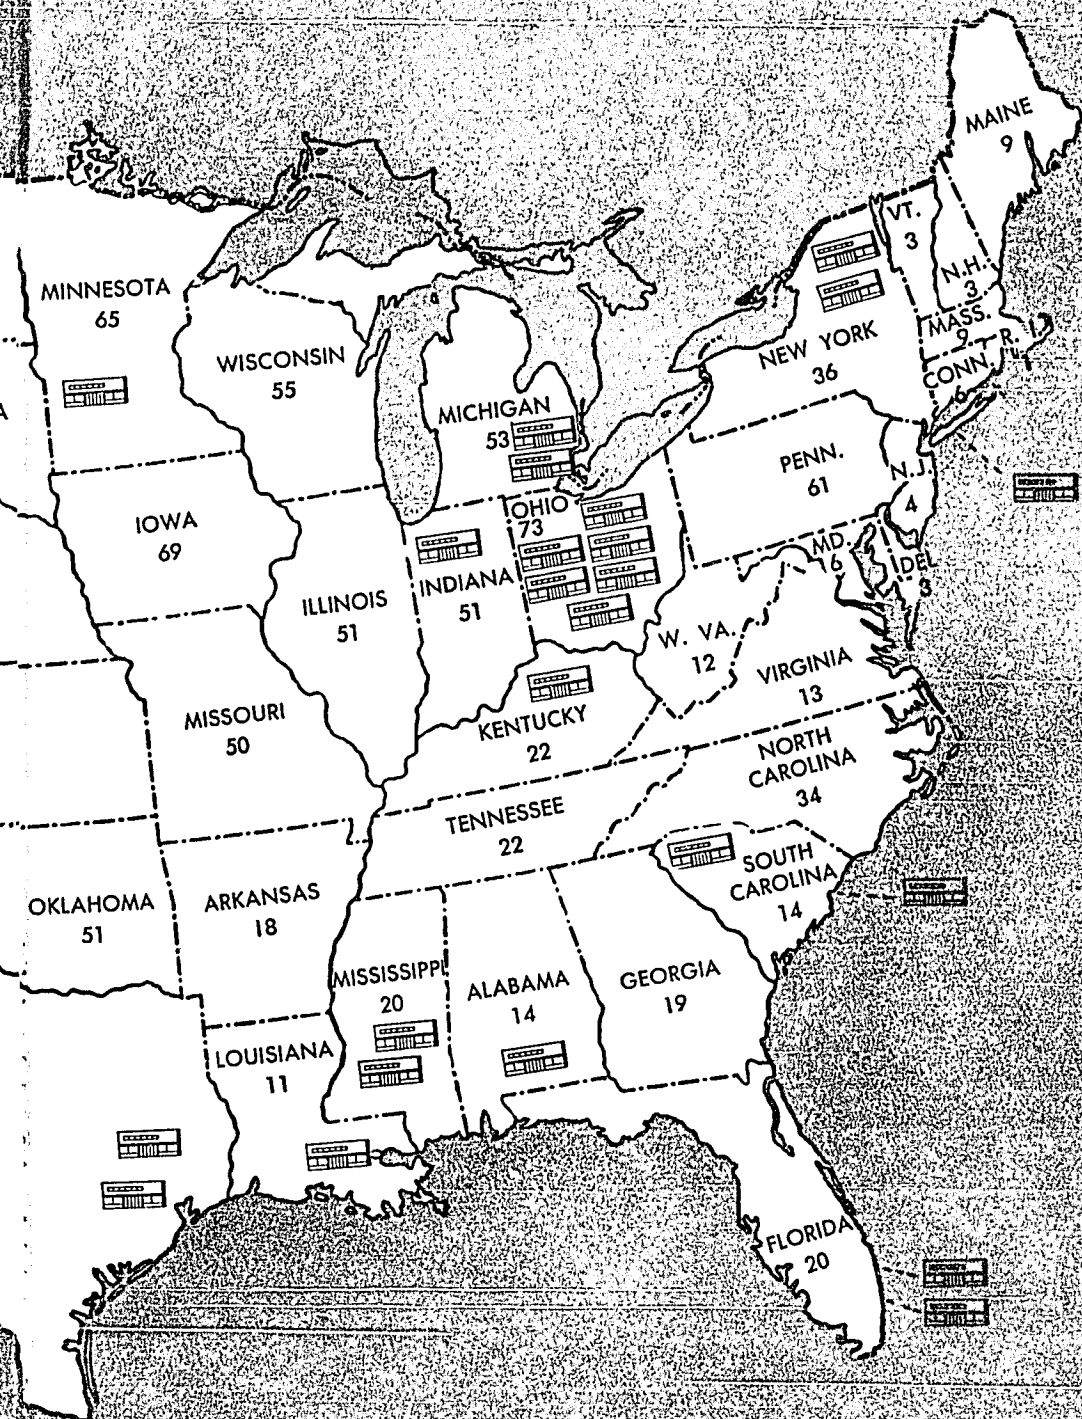 MAINE
9
VT.
3
N.H.
3
MINNESOTA
65
MASS.
9
R.
NEW YORK
36
WISCONSIN
55
CONN.
6
MICHIGAN
53
PENN.
61
N.J.
4
OHIO
73
IOWA
69
MD.
6
DEL
3
INDIANA
51
ILLINOIS
51
W. VA.
12
VIRGINIA
13
MISSOURI
50
KENTUCKY
22
NORTH
CAROLINA
34
TENNESSEE
22
SOUTH
CAROLINA
14
OKLAHOMA
51
ARKANSAS
18
MISSISSIPPI
20
ALABAMA
14
GEORGIA
19
LOUISIANA
11
FLORIDA
20
A